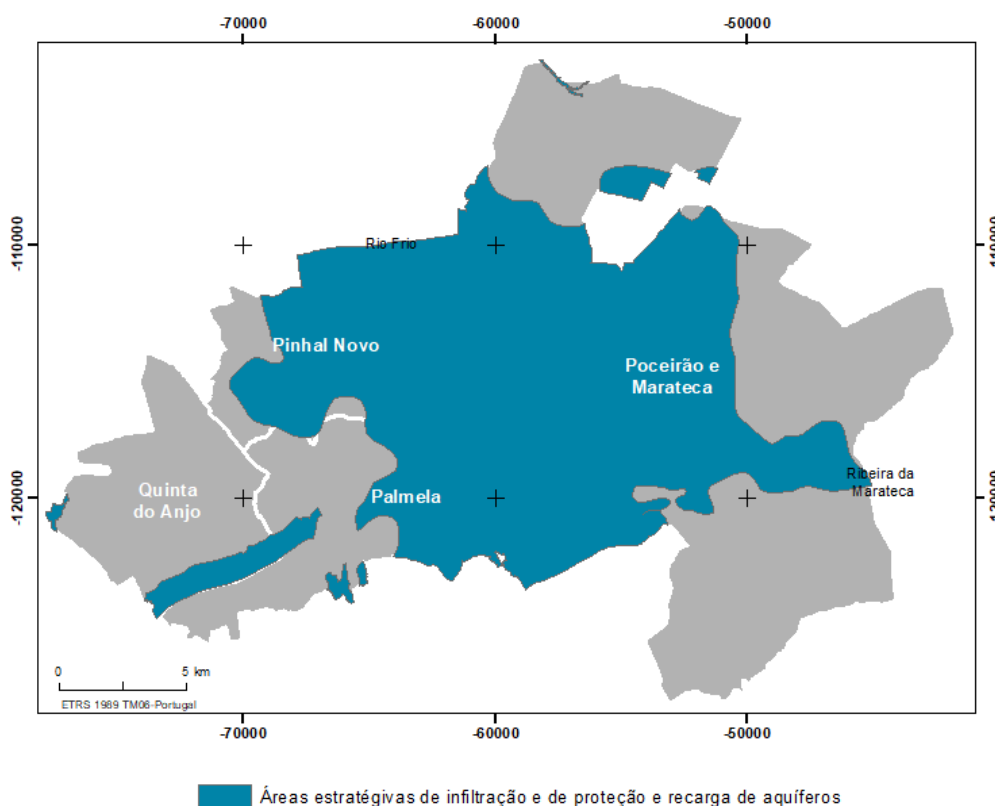 -70000
-60000
-50000
-110000
Rio Frio
-110000
Pinhal Novo
Poceirão e
Marateca
Quinta
do Anjo
Palmela
Ribeira da
Marateca
-120000
-120000
0
5 km
ETRS 1989 TM06-Portugal
-70000
-60000
-50000
Áreas estratégivas de infiltração e de proteção e recarga de aquíferos